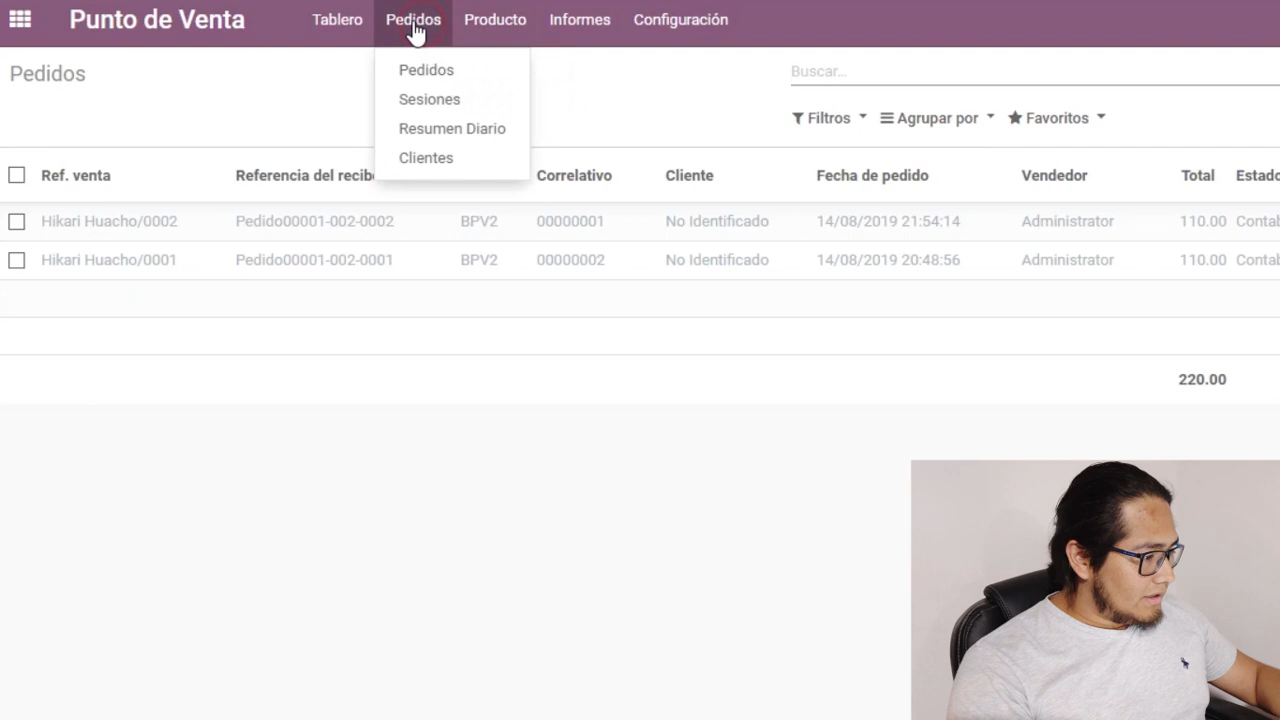 Punto de Venta Tablero Pedidos Producto Informes Configuración
Pedidos Buscar...
Pedidos
Sesiones
Resumen Diario
Clientes
Filtros Agrupar por Favoritos
Ref. venta Referencia del recib Correlativo Cliente Fecha de pedido Vendedor Total Estado
Hikari Huacho/0002 Pedido00001-002-0002 BPV2 00000001 No Identificado 14/08/2019 21:54:14 Administrator 110.00 Contab
Hikari Huacho/0001 Pedido00001-002-0001 BPV2 00000002 No Identificado 14/08/2019 20:48:56 Administrator 110.00 Contab
220.00